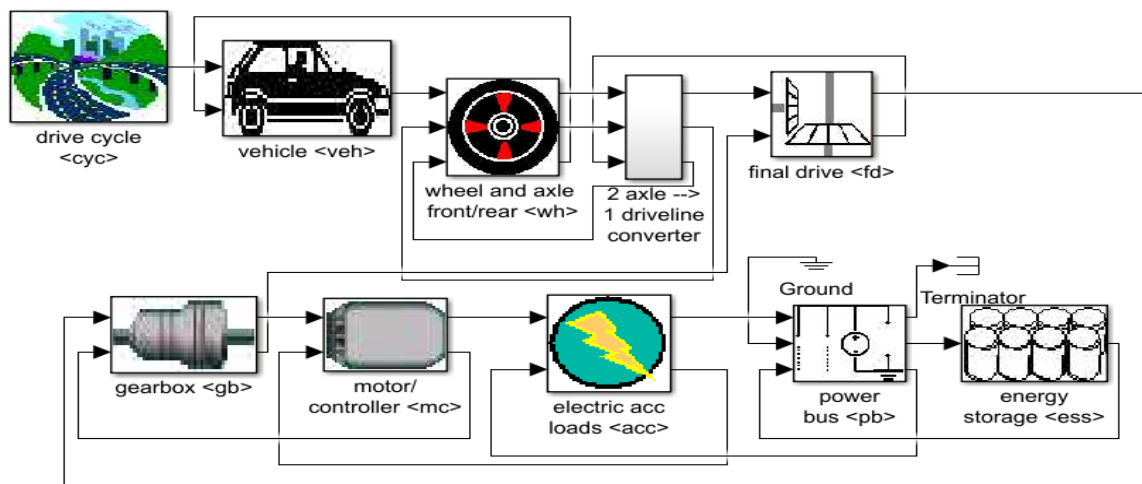 drive cycle
<cyc>
vehicle <veh>
wheel and axle
front/rear <wh>
2 axle -->
1 driveline
converter
final drive <fd>
gearbox <gb>
motor/
controller <mc>
electric acc
loads <acc>
Ground
Terminator
power
bus <pb>
energy
storage <ess>